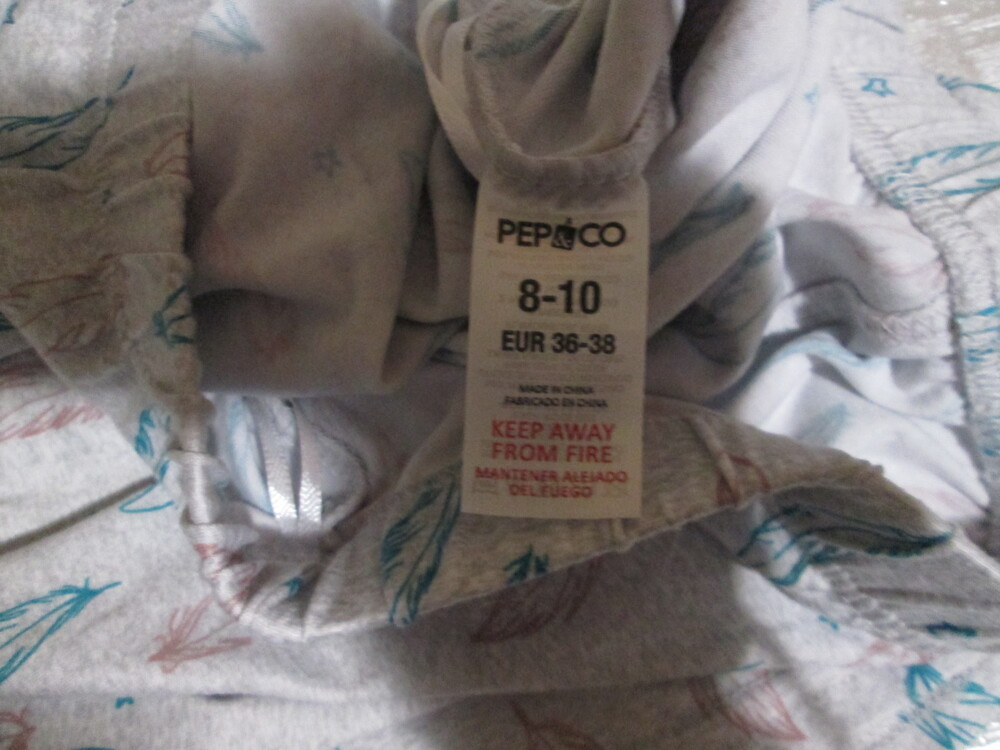 PEP&CO
8-10
EUR 36-38
MADE IN CHINA
FABRICADO EN CHINA
KEEP AWAY
FROM FIRE
MANTENER ALEJADO
DEL FUEGO